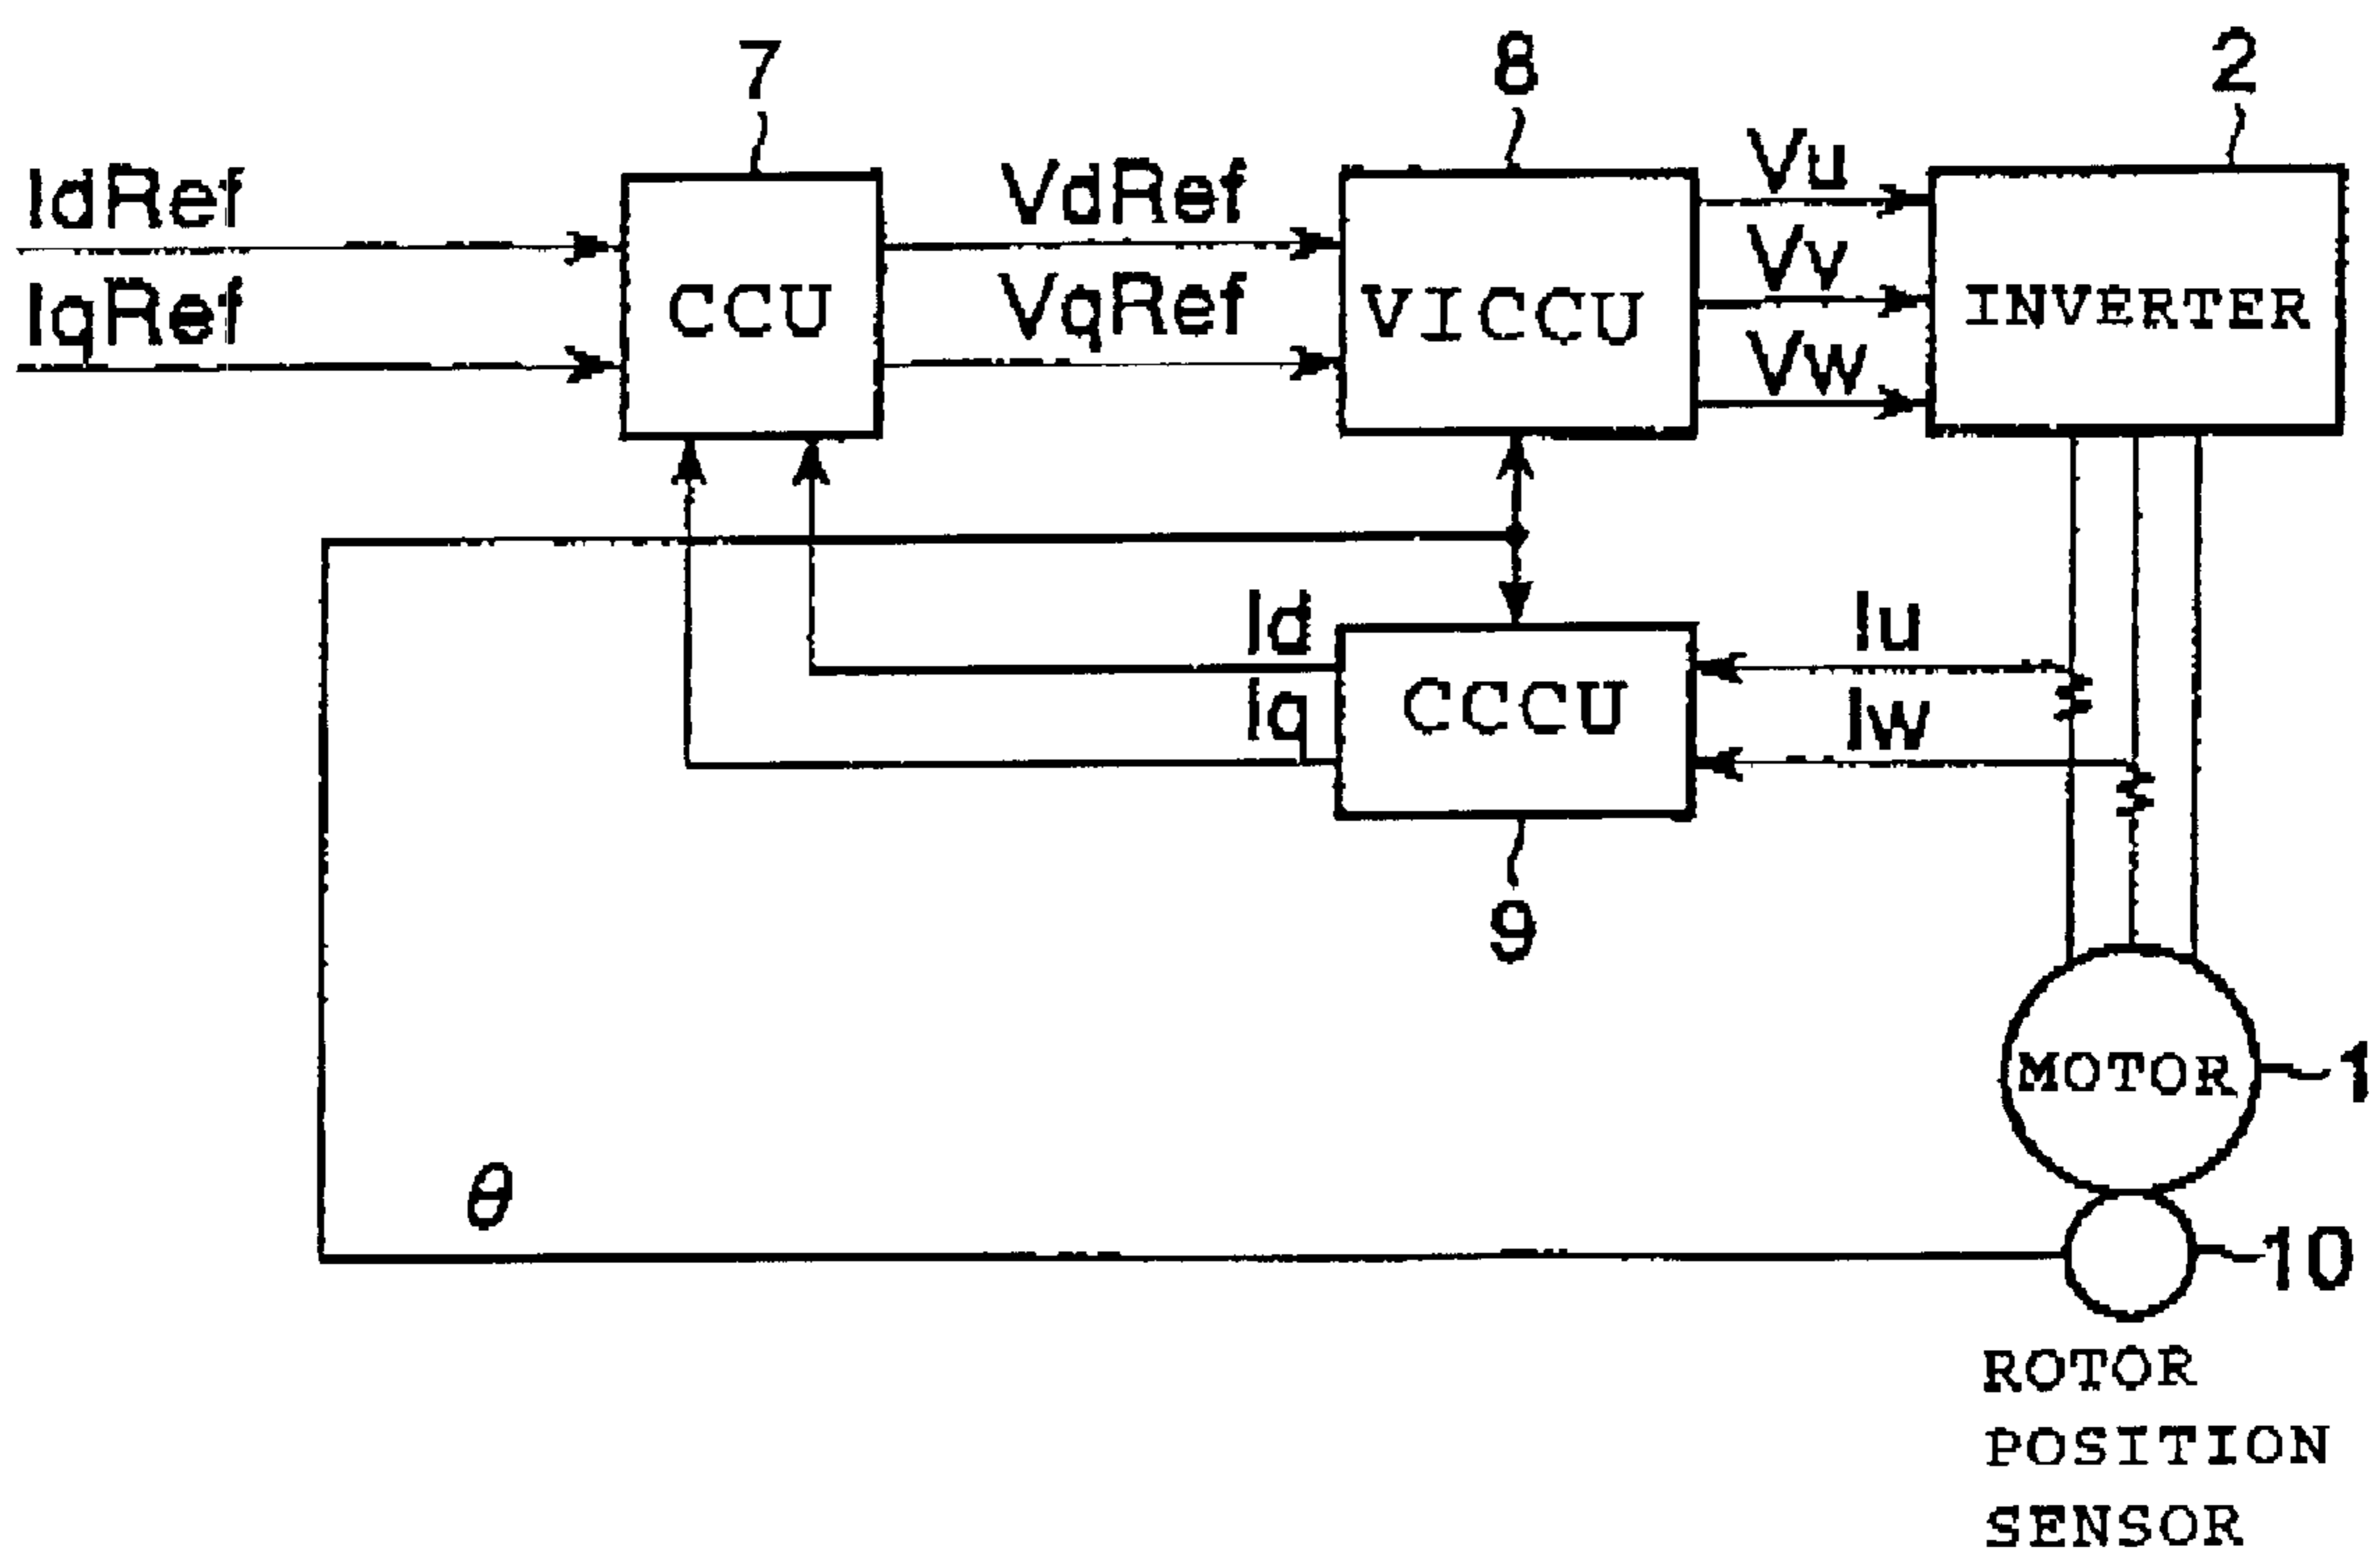 7
8
2
IdRef
VdRef
Vu
IqRef
CCU
VqRef
VICCU
Vv
INVERTER
Vw
Id
Iu
Iq
CCCU
Iw
9
MOTOR
1
θ
10
ROTOR
POSITION
SENSOR